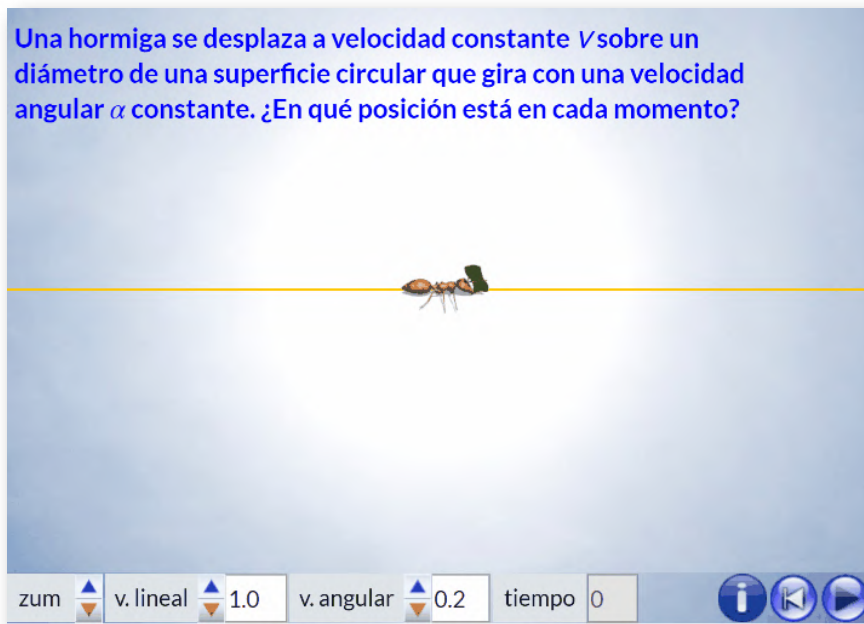 Una hormiga se desplaza a velocidad constante V sobre un
diámetro de una superficie circular que gira con una velocidad
angular α constante. ¿En qué posición está en cada momento?
zum v. lineal 1.0 v. angular 0.2 tiempo 0 i